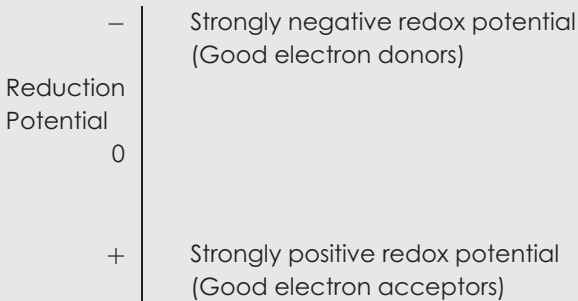 − Strongly negative redox potential
(Good electron donors)
Reduction
Potential
0
+ Strongly positive redox potential
(Good electron acceptors)